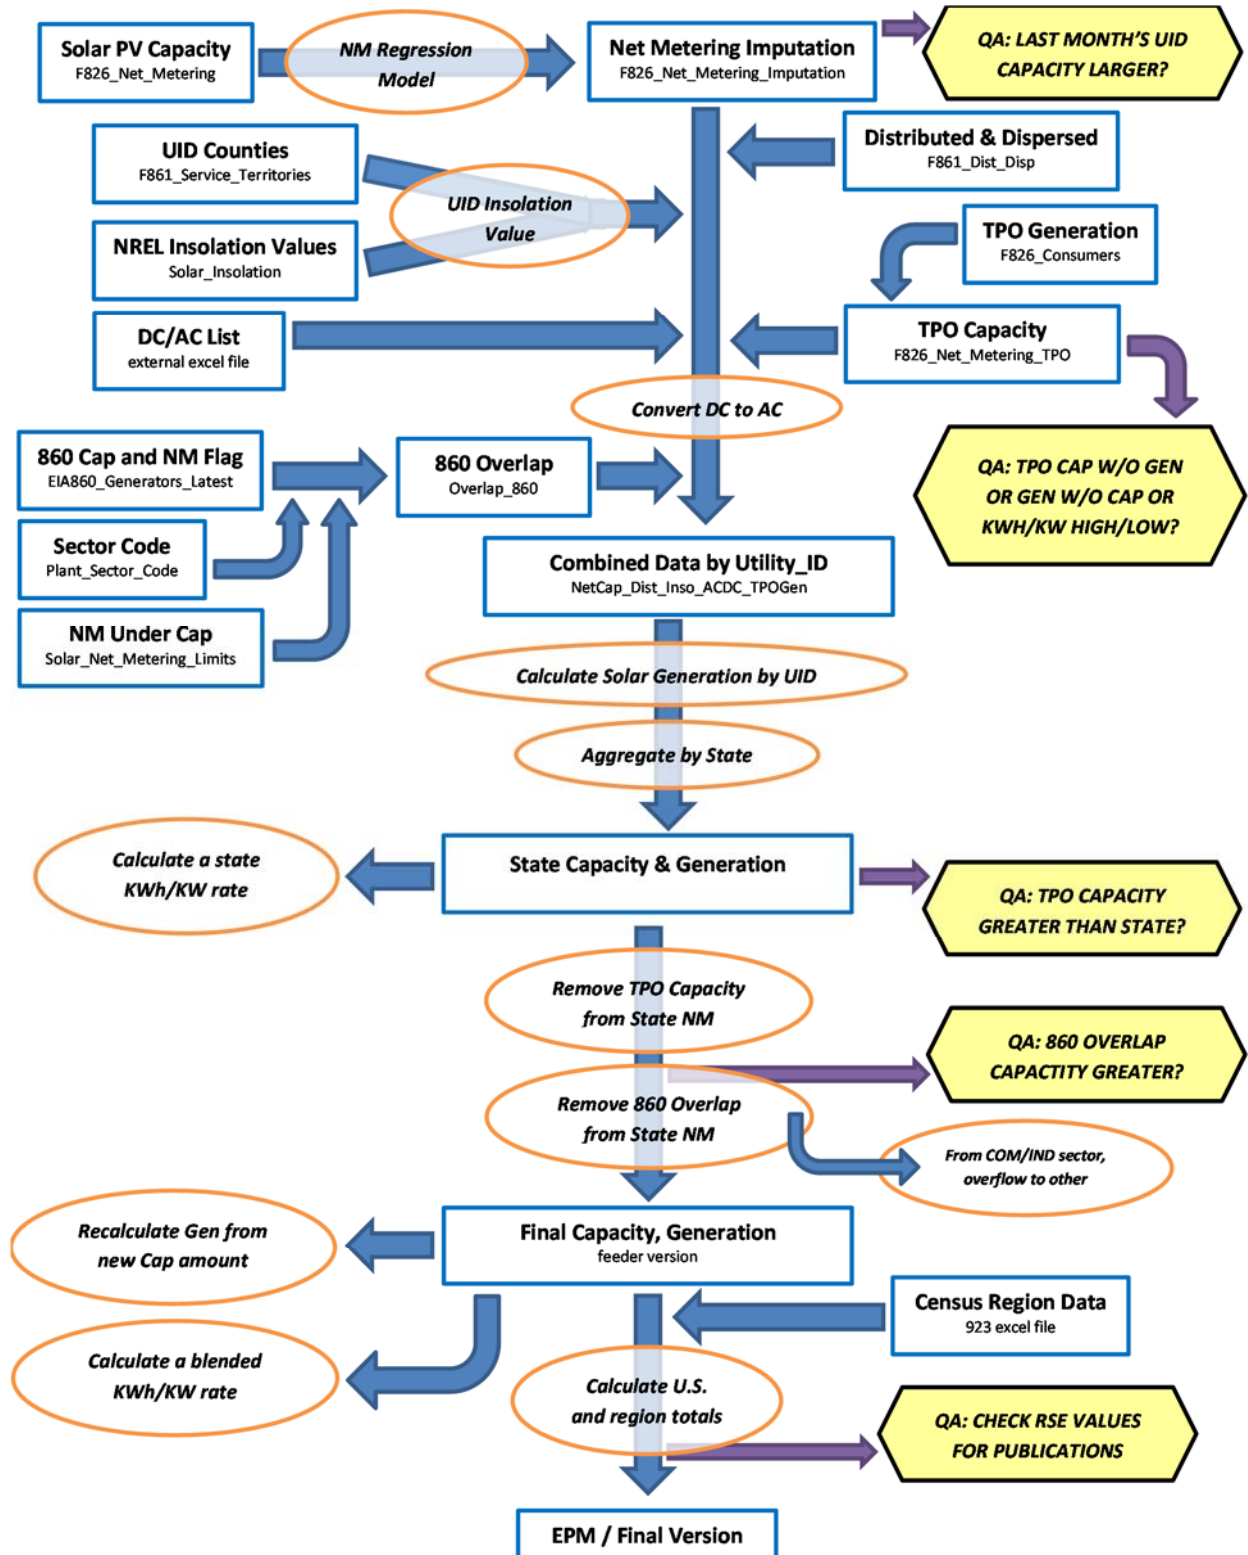 Solar PV Capacity
F826_Net_Metering
NM Regression
Model
Net Metering Imputation
F826_Net_Metering_Imputation
QA: LAST MONTH'S UID
CAPACITY LARGER?
UID Counties
F861_Service_Territories
Distributed & Dispersed
F861_Dist_Disp
UID Insolation
Value
NREL Insolation Values
Solar_Insolation
TPO Generation
F826_Consumers
DC/AC List
external excel file
TPO Capacity
F826_Net_Metering_TPO
Convert DC to AC
860 Cap and NM Flag
EIA860_Generators_Latest
860 Overlap
Overlap_860
QA: TPO CAP W/O GEN
OR GEN W/O CAP OR
KWH/KW HIGH/LOW?
Sector Code
Plant_Sector_Code
Combined Data by Utility_ID
NetCap_Dist_Inso_ACDC_TPOGen
NM Under Cap
Solar_Net_Metering_Limits
Calculate Solar Generation by UID
Aggregate by State
Calculate a state
KWh/KW rate
State Capacity & Generation
QA: TPO CAPACITY
GREATER THAN STATE?
Remove TPO Capacity
from State NM
QA: 860 OVERLAP
CAPACTITY GREATER?
Remove 860 Overlap
from State NM
From COM/IND sector,
overflow to other
Recalculate Gen from
new Cap amount
Final Capacity, Generation
feeder version
Census Region Data
923 excel file
Calculate a blended
KWh/KW rate
Calculate U.S.
and region totals
QA: CHECK RSE VALUES
FOR PUBLICATIONS
EPM / Final Version